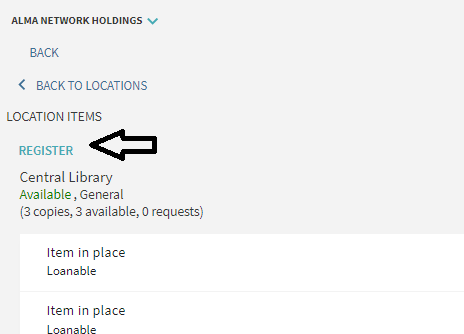 ALMA NETWORK HOLDINGS
BACK
BACK TO LOCATIONS
LOCATION ITEMS
REGISTER
Central Library
Available , General
(3 copies, 3 available, 0 requests)
Item in place
Loanable
Item in place
Loanable